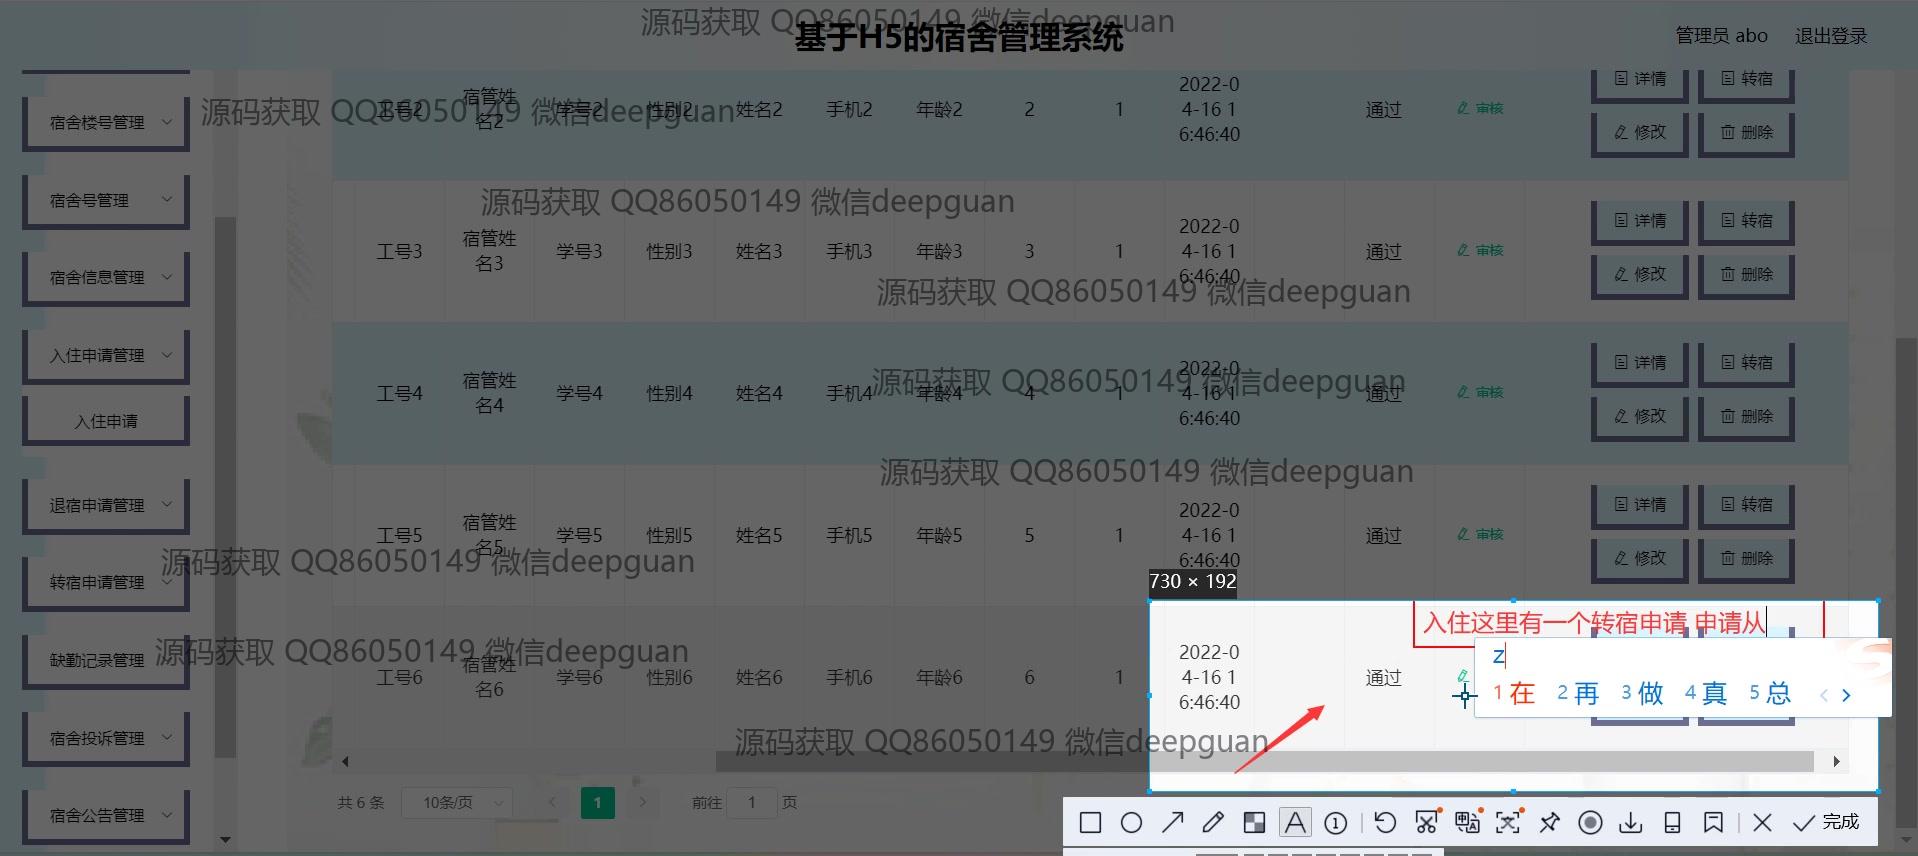 源码获取 QQ86050149 微信deepguan
基于H5的宿舍管理系统
管理员 abo
退出登录
宿舍楼号管理
宿舍号管理
宿舍信息管理
入住申请管理
入住申请
退宿申请管理
转宿申请管理
缺勤记录管理
宿舍投诉管理
宿舍公告管理
源码获取 QQ86050149 微信deepguan
工号2 宿管姓名2 学号2 性别2 姓名2 手机2 年龄2 2 1 2022-04-16 16:46:40 通过 审核 详情 转宿 修改 删除
源码获取 QQ86050149 微信deepguan
工号3 宿管姓名3 学号3 性别3 姓名3 手机3 年龄3 3 1 2022-04-16 16:46:40 通过 审核 详情 转宿 修改 删除
源码获取 QQ86050149 微信deepguan
工号4 宿管姓名4 学号4 性别4 姓名4 手机4 年龄4 4 1 2022-04-16 16:46:40 通过 审核 详情 转宿 修改 删除
源码获取 QQ86050149 微信deepguan
源码获取 QQ86050149 微信deepguan
工号5 宿管姓名5 学号5 性别5 姓名5 手机5 年龄5 5 1 2022-04-16 16:46:40 通过 审核 详情 转宿 修改 删除
源码获取 QQ86050149 微信deepguan
730 × 192
入住这里有一个转宿申请 申请从
z
1 在 2 再 3 做 4 真 5 总
源码获取 QQ86050149 微信deepguan
工号6 宿管姓名6 学号6 性别6 姓名6 手机6 年龄6 6 1 2022-04-16 16:46:40 通过
源码获取 QQ86050149 微信deepguan
共 6 条 10条/页 1 前往 1 页
完成